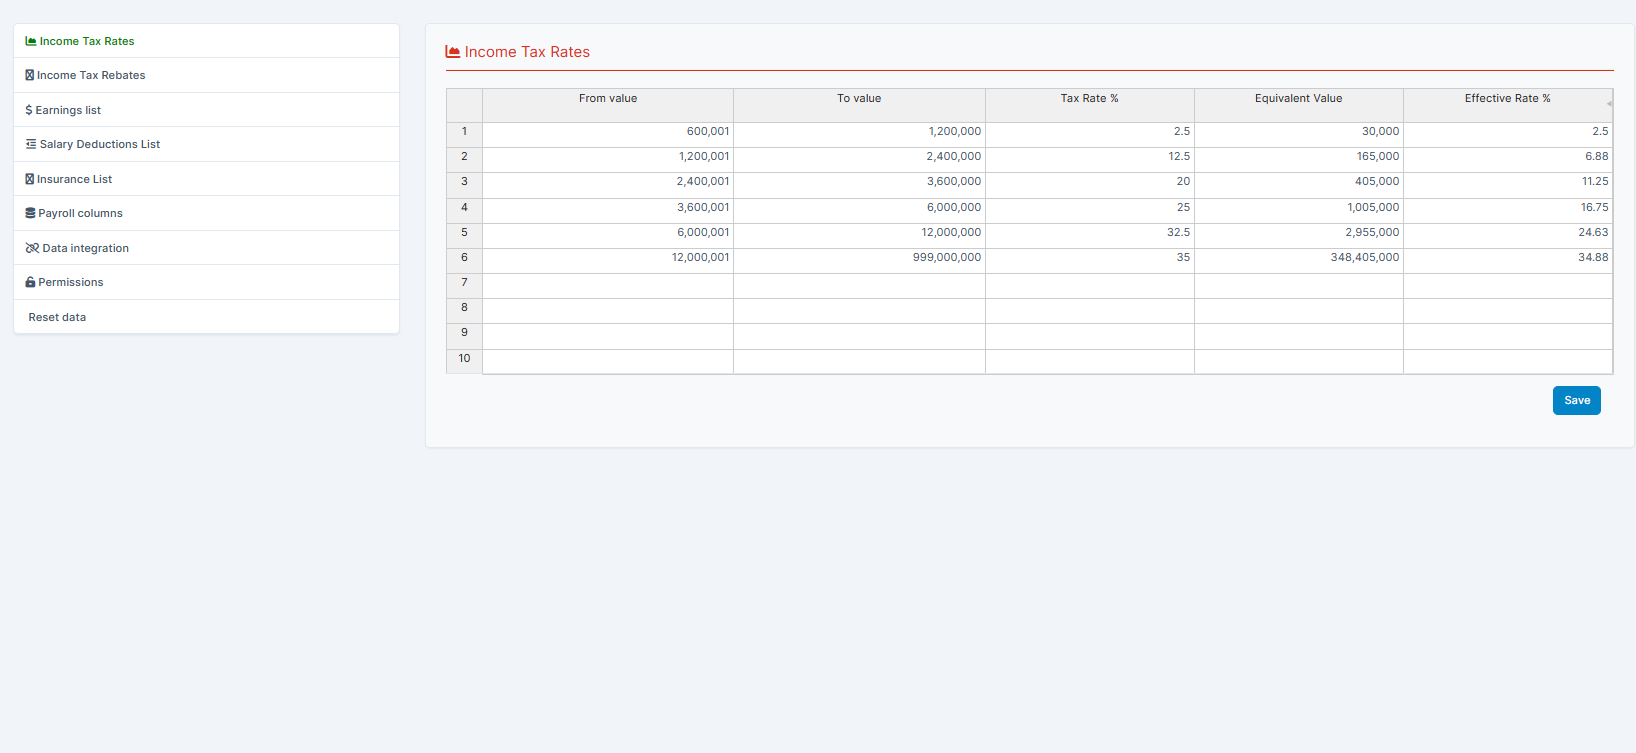 Income Tax Rates
Income Tax Rebates
$ Earnings list
Salary Deductions List
Insurance List
Payroll columns
Data integration
Permissions
Reset data
Income Tax Rates
From value To value Tax Rate % Equivalent Value Effective Rate %
1 600,001 1,200,000 2.5 30,000 2.5
2 1,200,001 2,400,000 12.5 165,000 6.88
3 2,400,001 3,600,000 20 405,000 11.25
4 3,600,001 6,000,000 25 1,005,000 16.75
5 6,000,001 12,000,000 32.5 2,955,000 24.63
6 12,000,001 999,000,000 35 348,405,000 34.88
7
8
9
10
Save